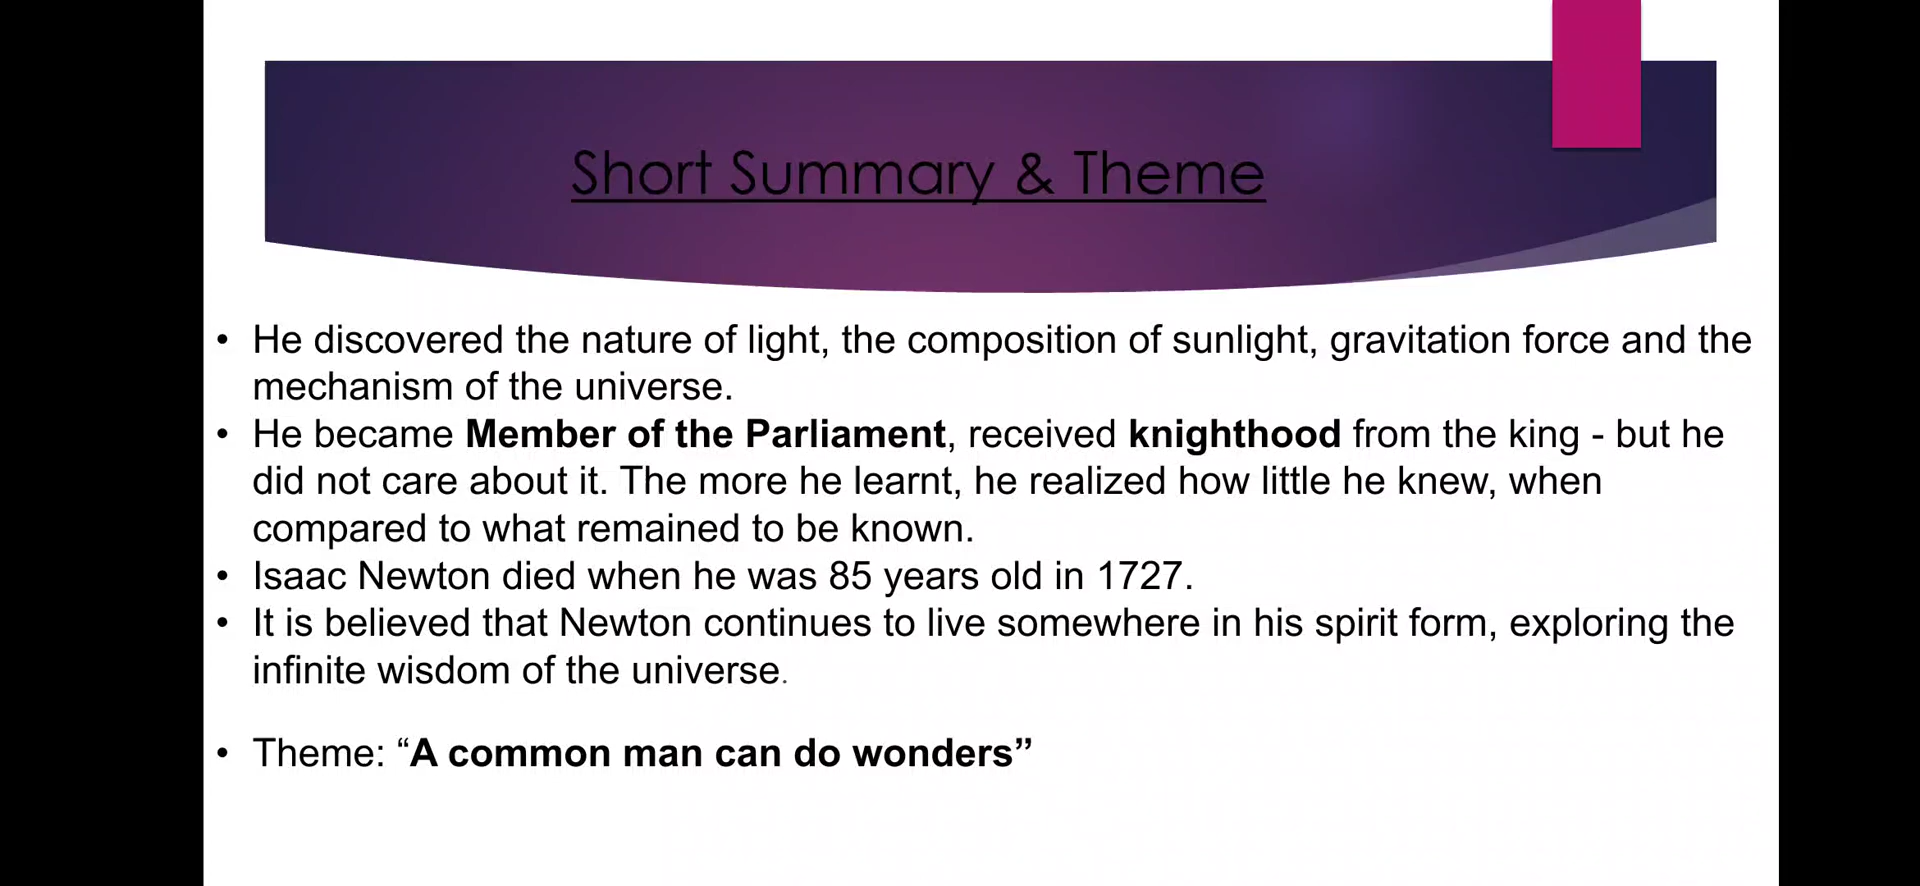 Short Summary & Theme
• He discovered the nature of light, the composition of sunlight, gravitation force and the
mechanism of the universe.
• He became Member of the Parliament, received knighthood from the king - but he
did not care about it. The more he learnt, he realized how little he knew, when
compared to what remained to be known.
• Isaac Newton died when he was 85 years old in 1727.
• It is believed that Newton continues to live somewhere in his spirit form, exploring the
infinite wisdom of the universe.
• Theme: “A common man can do wonders”